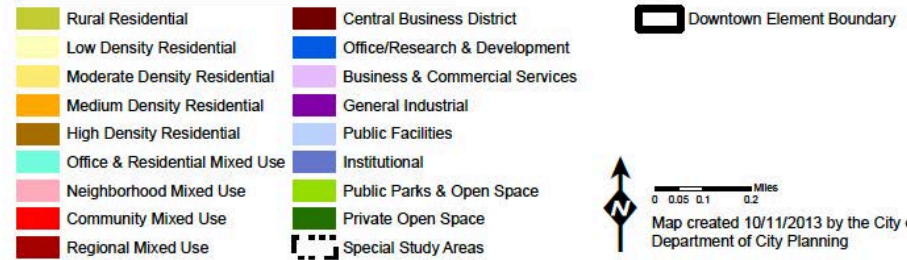 Rural Residential
Low Density Residential
Moderate Density Residential
Medium Density Residential
High Density Residential
Office & Residential Mixed Use
Neighborhood Mixed Use
Community Mixed Use
Regional Mixed Use
Central Business District
Office/Research & Development
Business & Commercial Services
General Industrial
Public Facilities
Institutional
Public Parks & Open Space
Private Open Space
Special Study Areas
Downtown Element Boundary
N
Miles
0 0.05 0.1 0.2
Map created 10/11/2013 by the City
Department of City Planning